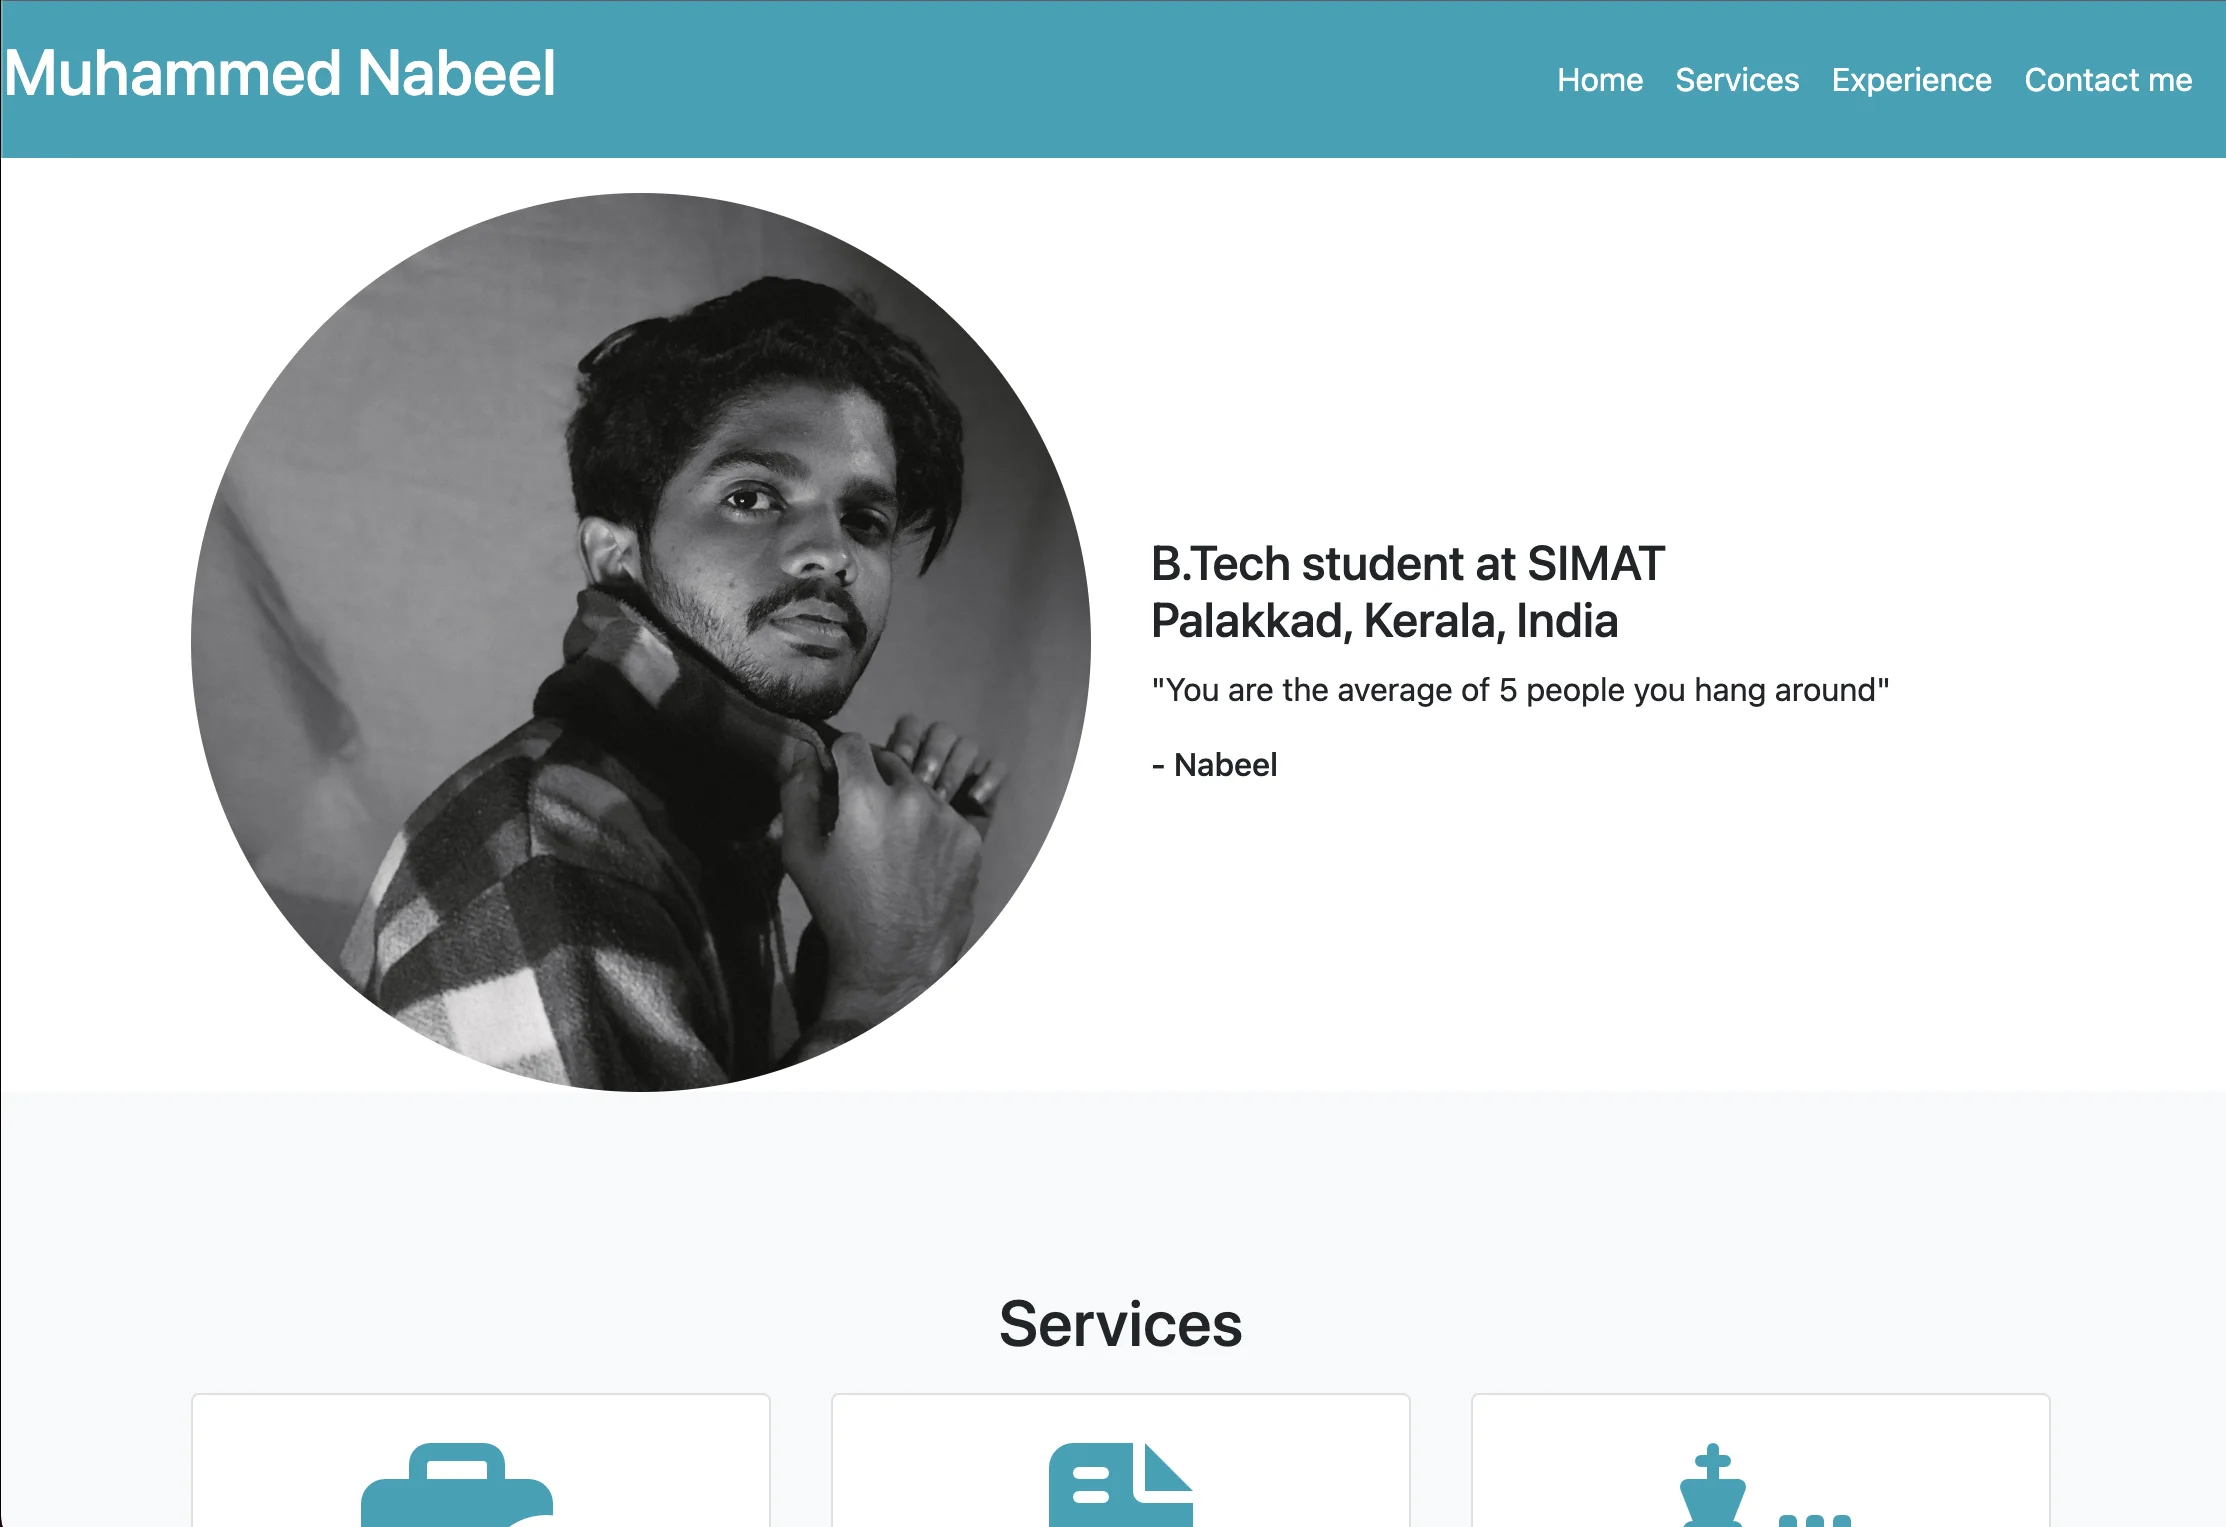 Muhammed Nabeel
Home Services Experience Contact me
B.Tech student at SIMAT
Palakkad, Kerala, India
"You are the average of 5 people you hang around"
- Nabeel
Services